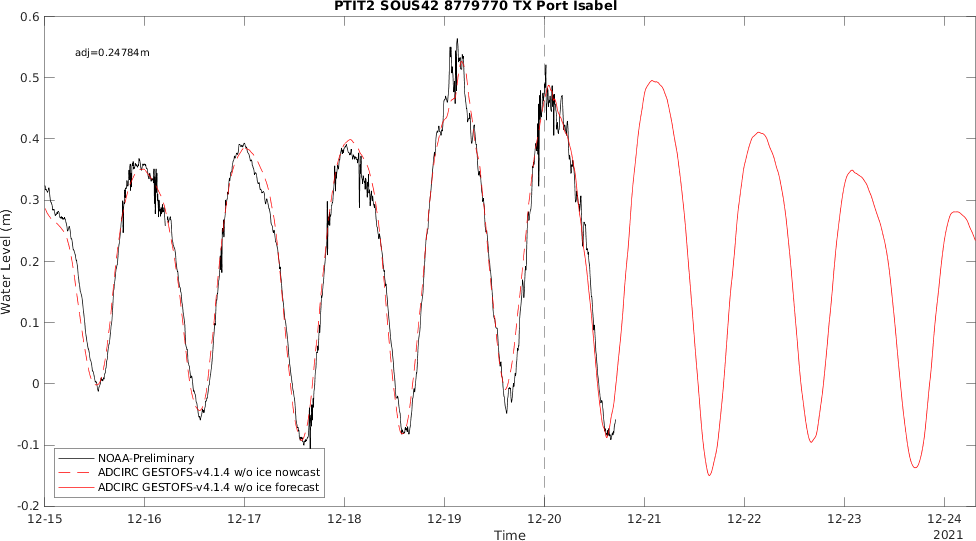 PTIT2 SOUS42 8779770 TX Port Isabel
0.6
adj=0.24784m
0.5
0.4
0.3
0.2
0.1
0
-0.1
-0.2
Water Level (m)
NOAA-Preliminary
ADCIRC GESTOFS-v4.1.4 w/o ice nowcast
ADCIRC GESTOFS-v4.1.4 w/o ice forecast
12-15 12-16 12-17 12-18 12-19 12-20 12-21 12-22 12-23 12-24
Time
2021